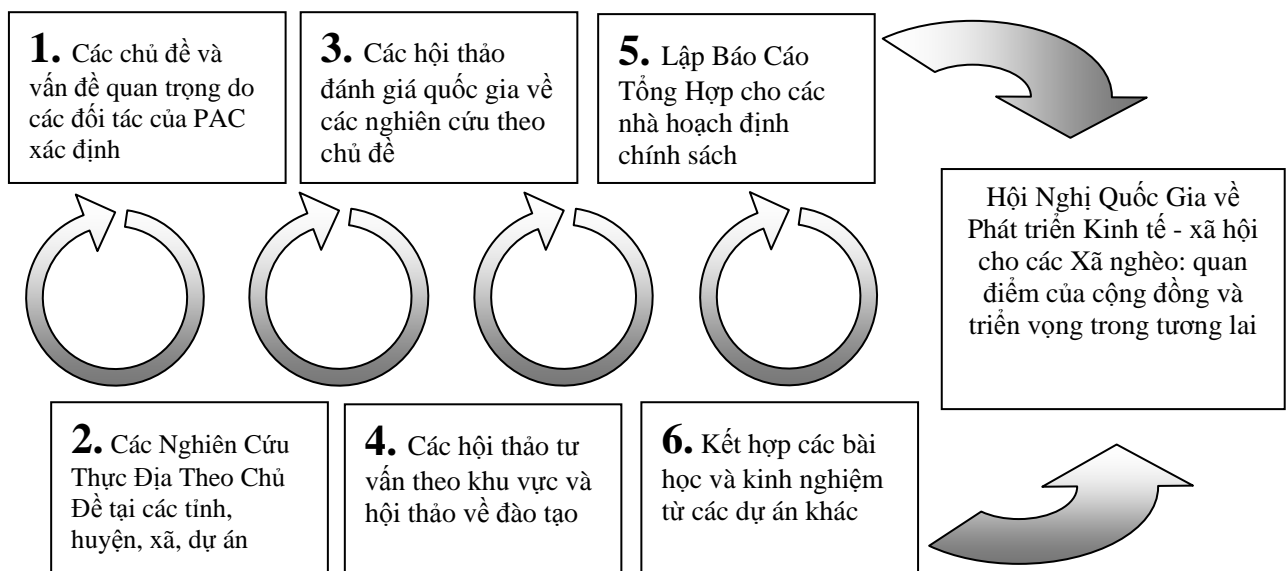 1. Các chủ đề và
vấn đề quan trọng do
các đối tác của PAC
xác định
3. Các hội thảo
đánh giá quốc gia về
các nghiên cứu theo
chủ đề
5. Lập Báo Cáo
Tổng Hợp cho các
nhà hoạch định
chính sách
Hội Nghị Quốc Gia về
Phát triển Kinh tế - xã hội
cho các Xã nghèo: quan
điểm của cộng đồng và
triển vọng trong tương lai
2. Các Nghiên Cứu
Thực Địa Theo Chủ
Đề tại các tỉnh,
huyện, xã, dự án
4. Các hội thảo tư
vấn theo khu vực và
hội thảo về đào tạo
6. Kết hợp các bài
học và kinh nghiệm
từ các dự án khác